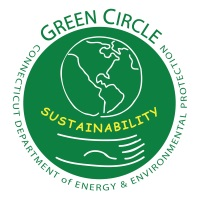 GREEN CIRCLE
SUSTAINABILITY
CONNECTICUT DEPARTMENT of ENERGY & ENVIRONMENTAL PROTECTION